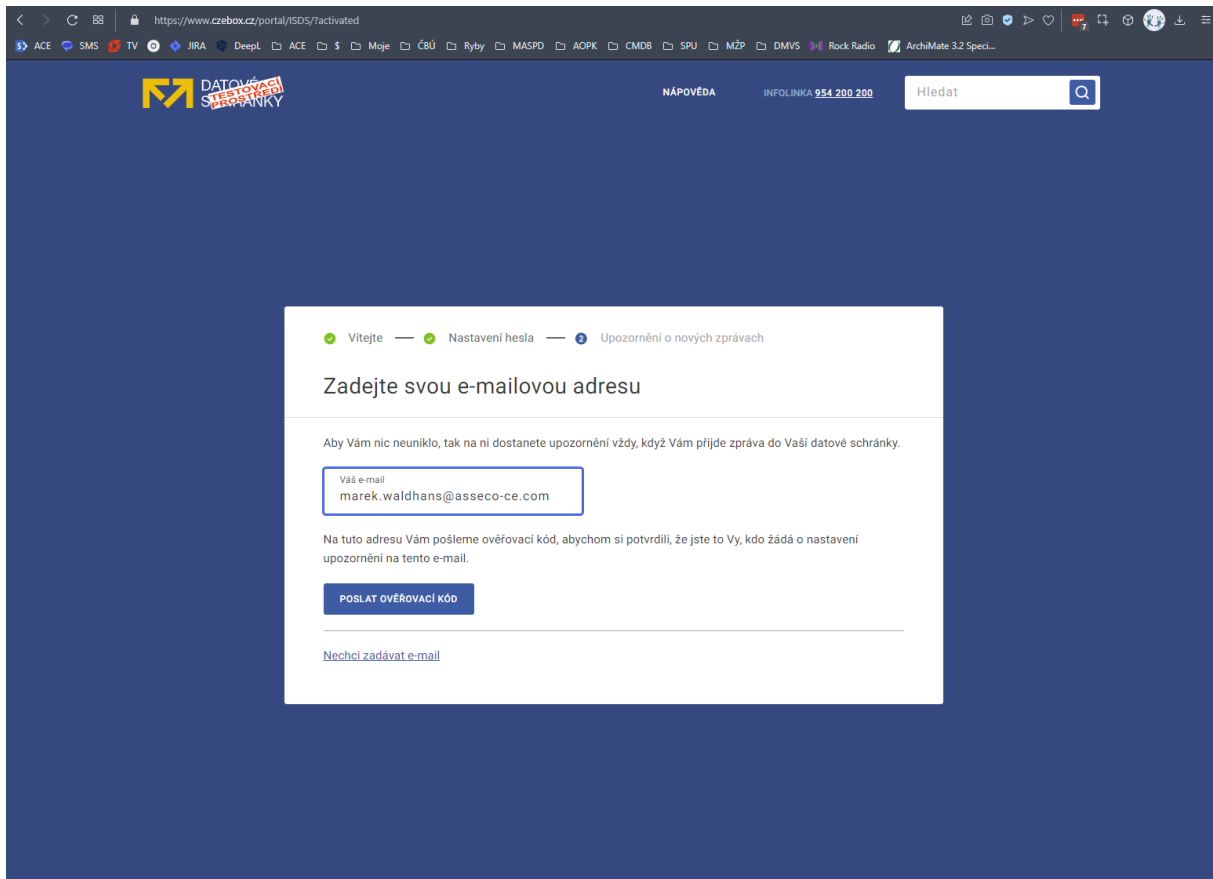 https://www.czebox.cz/portal/ISDS/?activated
7
ACE SMS TV JIRA DeepL ACE $ Moje ČBÚ Ryby MASPD AOPK CMDB SPU MŽP DMVS Rock Radio ArchiMate 3.2 Speci...
DATOVÉ
TESTOVACÍ
PROSTŘEDÍ
NÁPOVĚDA INFOLINKA 954 200 200 Hledat
Vítejte — Nastavení hesla — 2 Upozornění o nových zprávách
Zadejte svou e-mailovou adresu
Aby Vám nic neuniklo, tak na ni dostanete upozornění vždy, když Vám přijde zpráva do Vaší datové schránky.
Váš e-mail
marek.waldhans@asseco-ce.com
Na tuto adresu Vám pošleme ověřovací kód, abychom si potvrdili, že jste to Vy, kdo žádá o nastavení
upozornění na tento e-mail.
POSLAT OVĚŘOVACÍ KÓD
Nechci zadávat e-mail